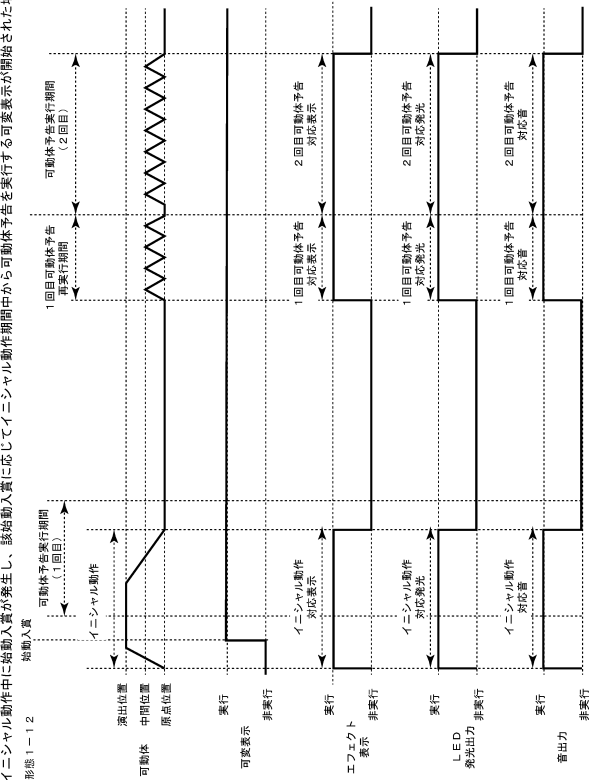 イニシャル動作中に始動入賞が発生し、該始動入賞に応じてイニシャル動作期間中から可動体予告を実行する可変表示が開始された
形態１－１２
始動入賞
可動体予告実行期間
（１回目）
イニシャル動作
１回目可動体予告
再実行期間
可動体予告実行期間
（２回目）
可動体
演出位置
中間位置
原点位置
可変表示
実行
非実行
エフェクト
表示
実行
非実行
イニシャル動作
対応表示
１回目可動体予告
対応表示
２回目可動体予告
対応表示
ＬＥＤ
発光出力
実行
非実行
イニシャル動作
対応発光
１回目可動体予告
対応発光
２回目可動体予告
対応発光
音出力
実行
非実行
イニシャル動作
対応音
１回目可動体予告
対応音
２回目可動体予告
対応音